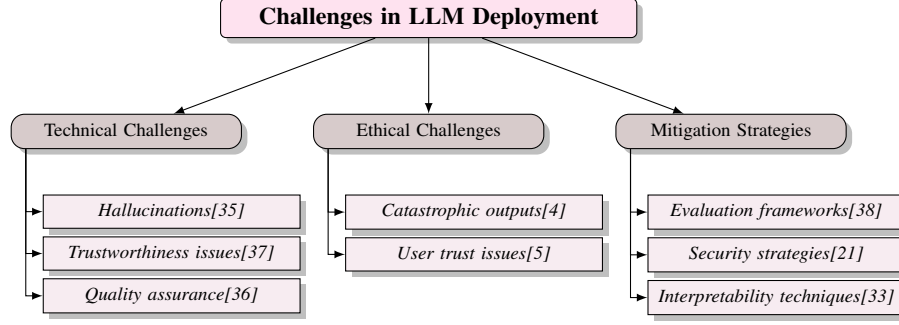 Challenges in LLM Deployment
Technical Challenges
Hallucinations[35]
Trustworthiness issues[37]
Quality assurance[36]
Ethical Challenges
Catastrophic outputs[4]
User trust issues[5]
Mitigation Strategies
Evaluation frameworks[38]
Security strategies[21]
Interpretability techniques[33]